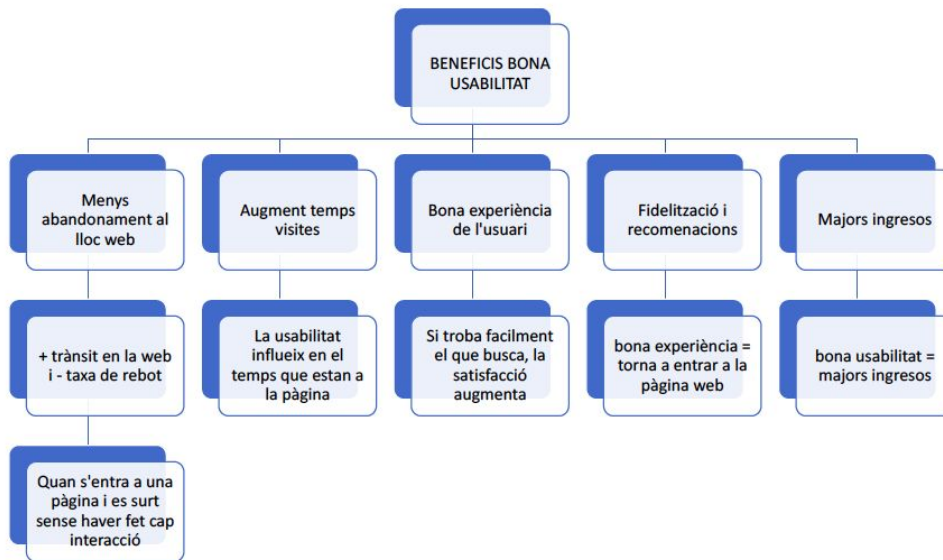 BENEFICIS BONA
USABILITAT
Menys
abandonament al
lloc web
Augment temps
visites
Bona experiència
de l'usuari
Fidelització i
recomenacions
Majors ingresos
+ trànsit en la web
i - taxa de rebot
La usabilitat
influeix en el
temps que estan a
la pàgina
Si troba facilment
el que busca, la
satisfacció
augmenta
bona experiència =
torna a entrar a la
pàgina web
bona usabilitat =
majors ingresos
Quan s'entra a una
pàgina i es surt
sense haver fet cap
interacció